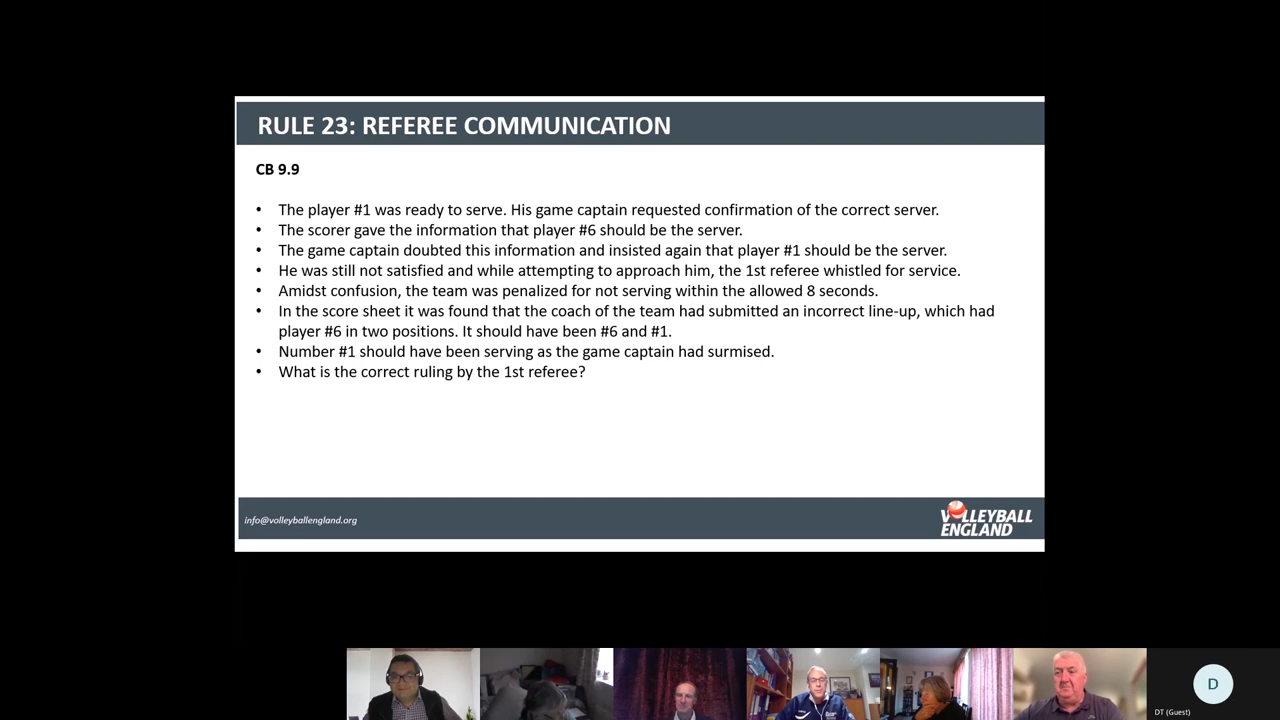 RULE 23: REFEREE COMMUNICATION
CB 9.9
• The player #1 was ready to serve. His game captain requested confirmation of the correct server.
• The scorer gave the information that player #6 should be the server.
• The game captain doubted this information and insisted again that player #1 should be the server.
• He was still not satisfied and while attempting to approach him, the 1st referee whistled for service.
• Amidst confusion, the team was penalized for not serving within the allowed 8 seconds.
• In the score sheet it was found that the coach of the team had submitted an incorrect line-up, which had
player #6 in two positions. It should have been #6 and #1.
• Number #1 should have been serving as the game captain had surmised.
• What is the correct ruling by the 1st referee?
info@volleyballengland.org
VOLLEYBALL
ENGLAND
D
DT (Guest)